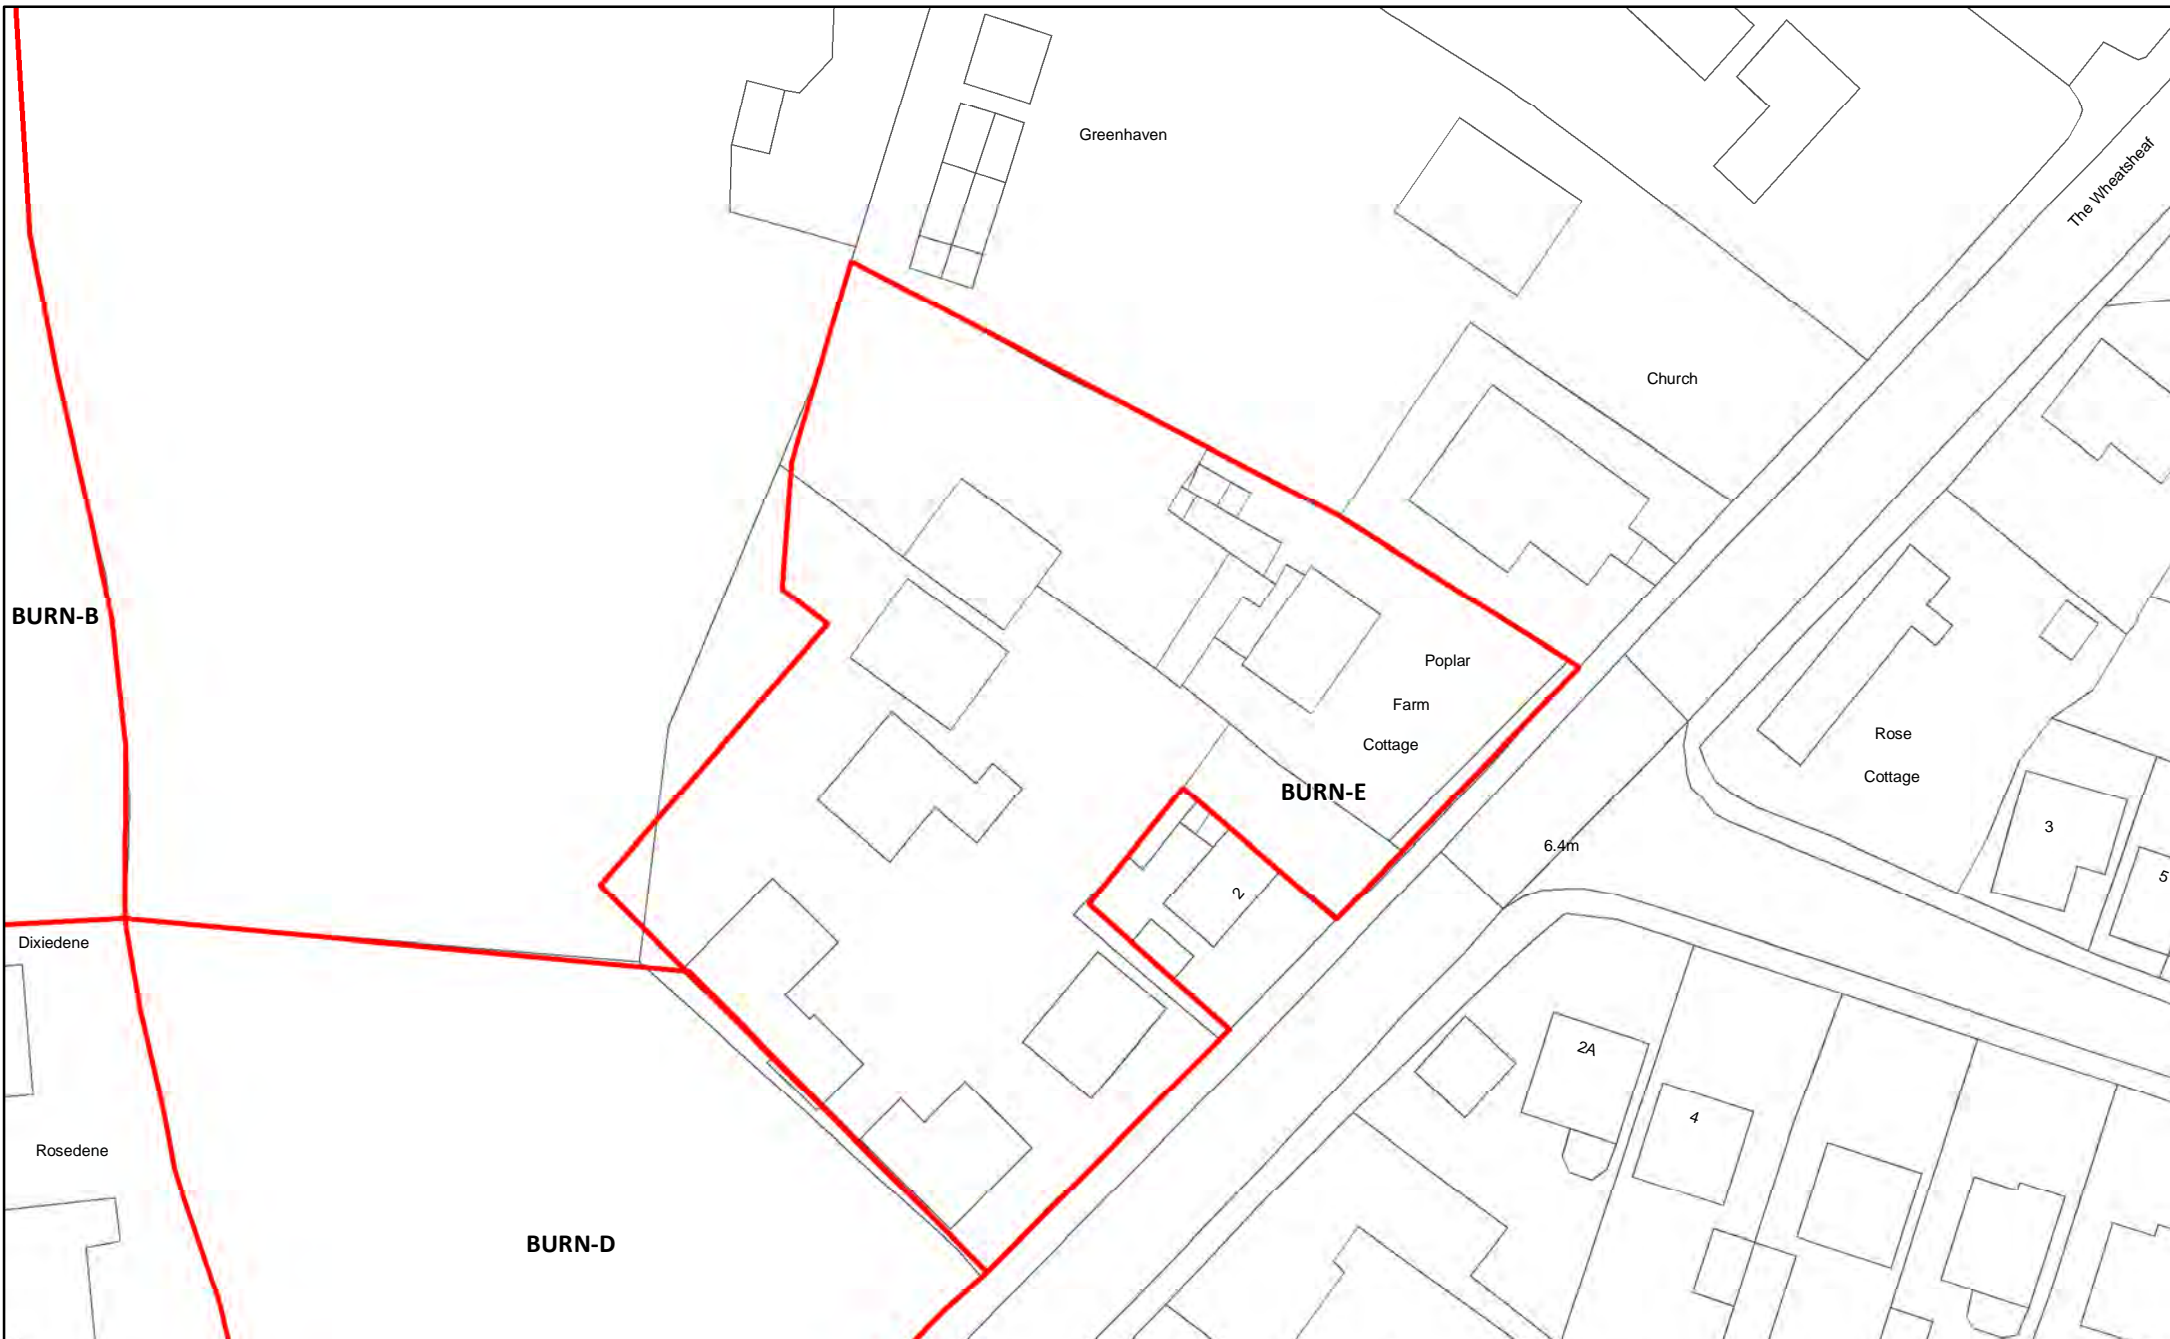 Greenhaven
The Wheatsheaf
Church
BURN-B
Poplar
Farm
Cottage
BURN-E
Rose
Cottage
6.4m
3
5
2
Dixiedene
2A
4
Rosedene
BURN-D